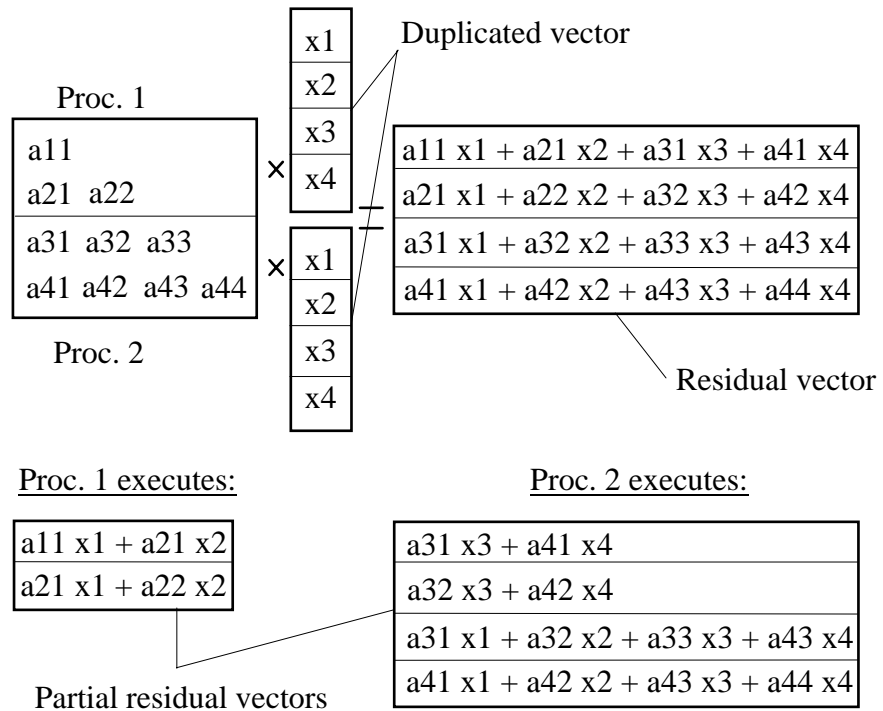 Duplicated vector
x1
x2
x3
x4
Proc. 1
a11
a21 a22
a31 a32 a33
a41 a42 a43 a44
Proc. 2
×
×
x1
x2
x3
x4
=
a11 x1 + a21 x2 + a31 x3 + a41 x4
a21 x1 + a22 x2 + a32 x3 + a42 x4
a31 x1 + a32 x2 + a33 x3 + a43 x4
a41 x1 + a42 x2 + a43 x3 + a44 x4
Residual vector
Proc. 1 executes:
a11 x1 + a21 x2
a21 x1 + a22 x2
Proc. 2 executes:
a31 x3 + a41 x4
a32 x3 + a42 x4
a31 x1 + a32 x2 + a33 x3 + a43 x4
a41 x1 + a42 x2 + a43 x3 + a44 x4
Partial residual vectors